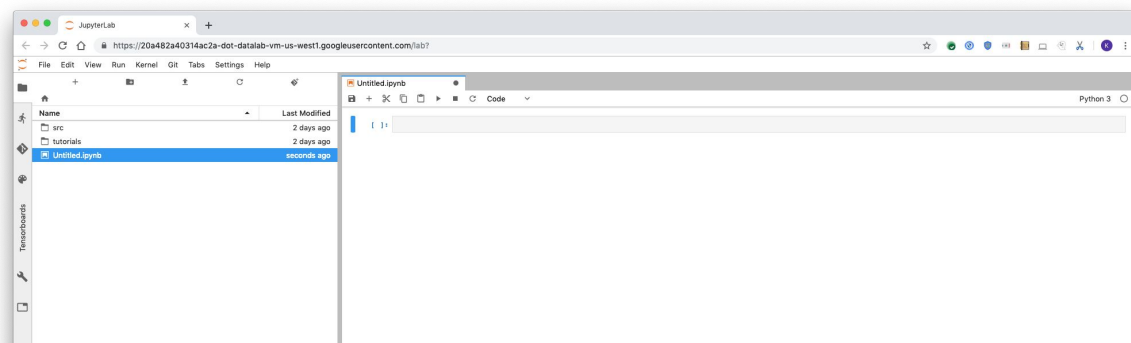 JupyterLab
https://20a482a40314ac2a-dot-datalab-vm-us-west1.googleusercontent.com/lab?
K
File Edit View Run Kernel Git Tabs Settings Help
Untitled.ipynb
Code
Python 3
Name Last Modified
src 2 days ago
tutorials 2 days ago
Untitled.ipynb seconds ago
[ ]:
Tensorboards